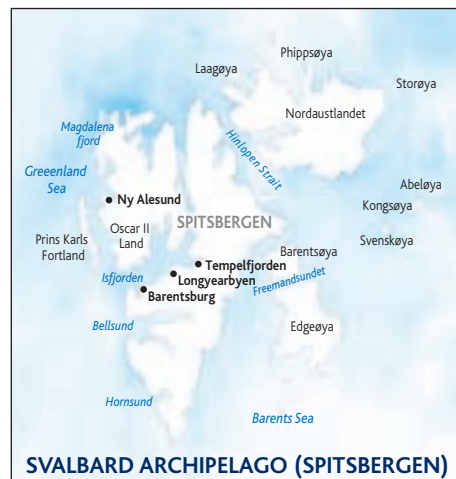 Phippsøya
Laagøya
Storøya
Nordaustlandet
Magdalena
fjord
Hinlopen Strait
Greeenland
Sea
Abeløya
Ny Alesund
Kongsøya
SPITSBERGEN
Oscar II
Land
Prins Karls
Fortland
Svenskøya
Barentsøya
Tempelfjorden
Isfjorden
Longyearbyen
Freemandsundet
Barentsburg
Bellsund
Edgeøya
Hornsund
Barents Sea
SVALBARD ARCHIPELAGO (SPITSBERGEN)